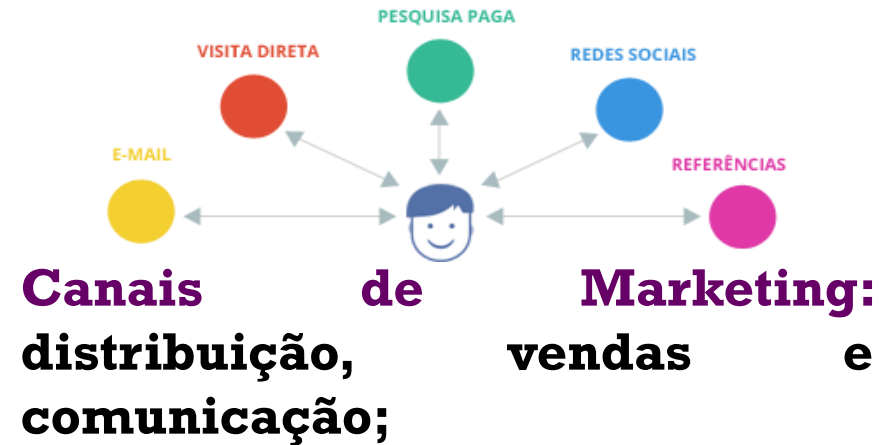 PESQUISA PAGA
VISITA DIRETA
REDES SOCIAIS
E-MAIL
REFERÊNCIAS
Canais de Marketing:
distribuição, vendas e
comunicação;